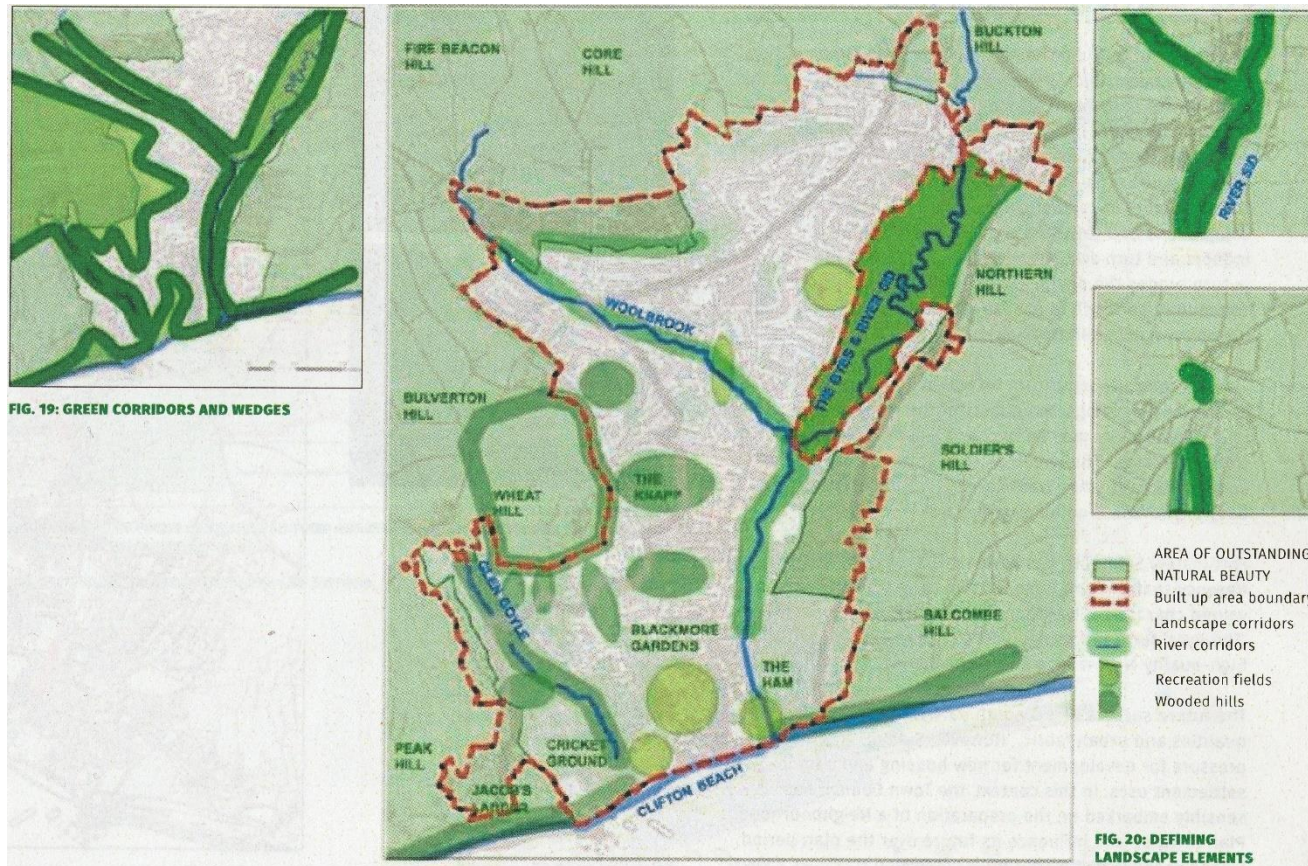 FIG. 19: GREEN CORRIDORS AND WEDGES
FIRE BEACON
HILL
CORE
HILL
BUCKTON
HILL
WOOLBROOK
THE BYES & RIVER SID
NORTHERN
HILL
BULVERTON
HILL
WHEAT
HILL
THE
KNAPP
SOLDIER'S
HILL
GLEN GOYLE
BLACKMORE
GARDENS
BALCOMBE
HILL
THE
HAM
PEAK
HILL
CRICKET
GROUND
JACOB'S
LADDER
CLIFTON BEACH
RIVER SID
AREA OF OUTSTANDING
NATURAL BEAUTY
Built up area boundary
Landscape corridors
River corridors
Recreation fields
Wooded hills
FIG. 20: DEFINING
LANDSCAPE ELEMENTS